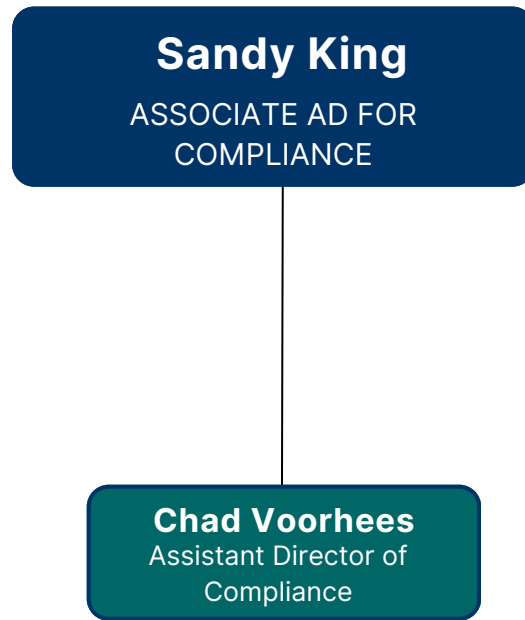 Sandy King
ASSOCIATE AD FOR
COMPLIANCE
Chad Voorhees
Assistant Director of
Compliance